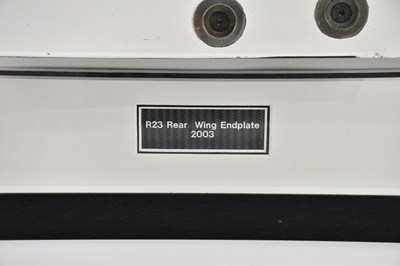 R23 Rear Wing Endplate
2003